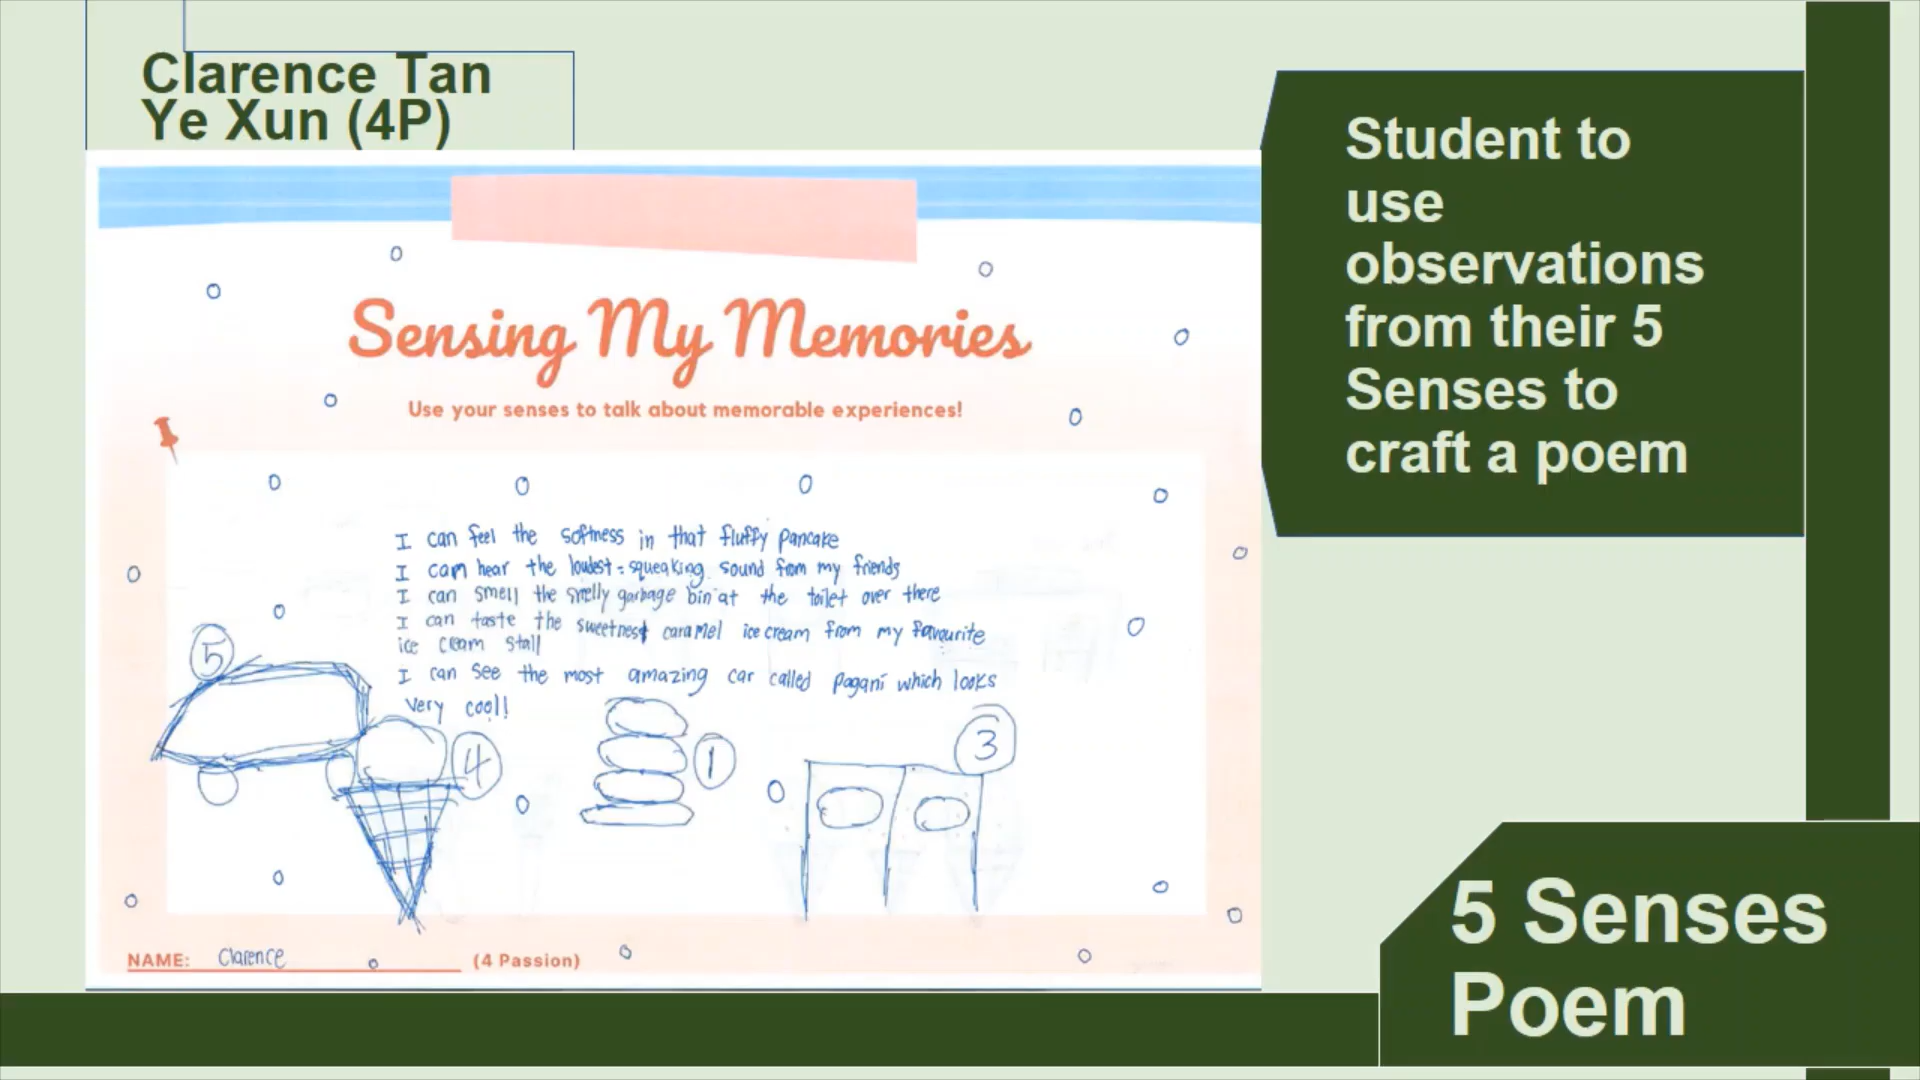 Clarence Tan
Ye Xun (4P)
Student to
use
observations
from their 5
Senses to
craft a poem
Sensing My Memories
Use your senses to talk about memorable experiences!
I can feel the softness in that fluffy pancake
I can hear the loudest-squeaking sound from my friends
I can smell the smelly garbage bin at the toilet over there
I can taste the sweetnest caramel ice cream from my favourite
ice cream stall
I can see the most amazing car called pagani which looks
very cool!
5
4
1
3
NAME: Clarence (4 Passion)
5 Senses
Poem